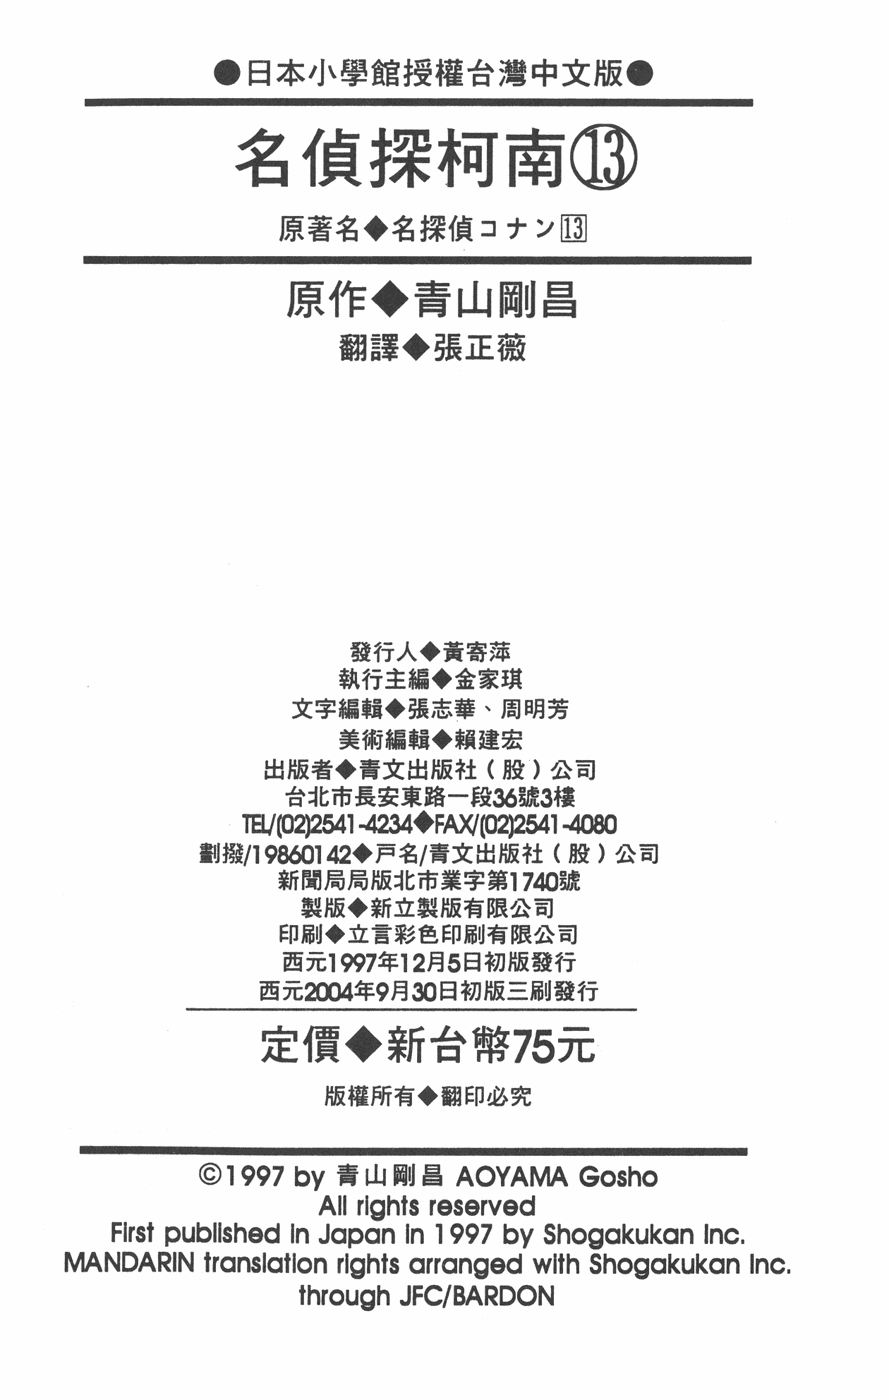 ●日本小學館授權台灣中文版●
名偵探柯南⑬
原著名◆名探偵コナン13
原作◆青山剛昌
翻譯◆張正薇
發行人◆黃寄萍
執行主編◆金家琪
文字編輯◆張志華、周明芳
美術編輯◆賴建宏
出版者◆青文出版社（股）公司
台北市長安東路一段36號3樓
TEL/(02)2541-4234◆FAX/(02)2541-4080
劃撥/19860142◆戶名/青文出版社（股）公司
新聞局局版北市業字第1740號
製版◆新立製版有限公司
印刷◆立言彩色印刷有限公司
西元1997年12月5日初版發行
西元2004年9月30日初版三刷發行
定價◆新台幣75元
版權所有◆翻印必究
©1997 by 青山剛昌 AOYAMA Gosho
All rights reserved
First published in Japan in 1997 by Shogakukan Inc.
MANDARIN translation rights arranged with Shogakukan Inc.
through JFC/BARDON